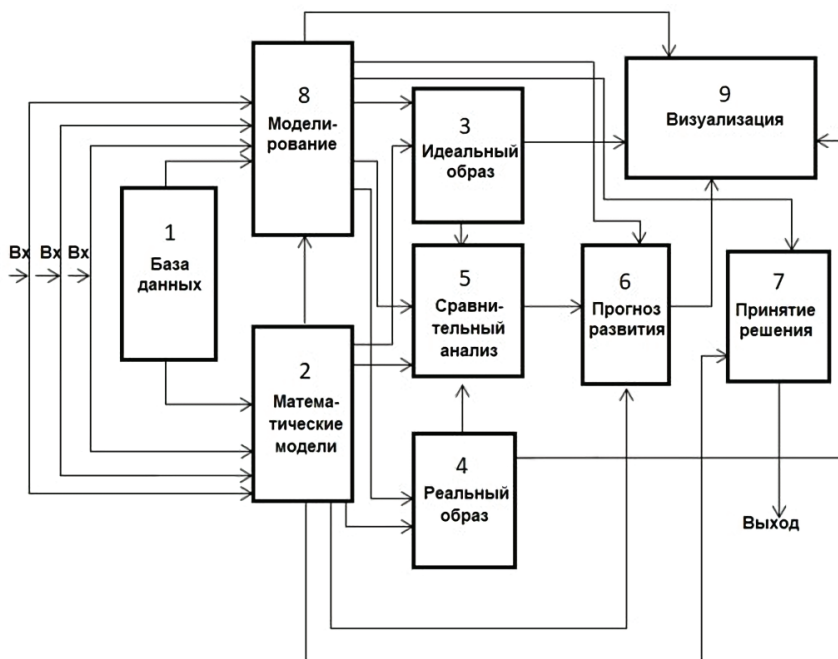 8
Модели-
рование
9
Визуализация
3
Идеальный
образ
1
База
данных
Вх Вх Вх
5
Сравни-
тельный
анализ
6
Прогноз
развития
7
Принятие
решения
2
Матема-
тические
модели
4
Реальный
образ
Выход